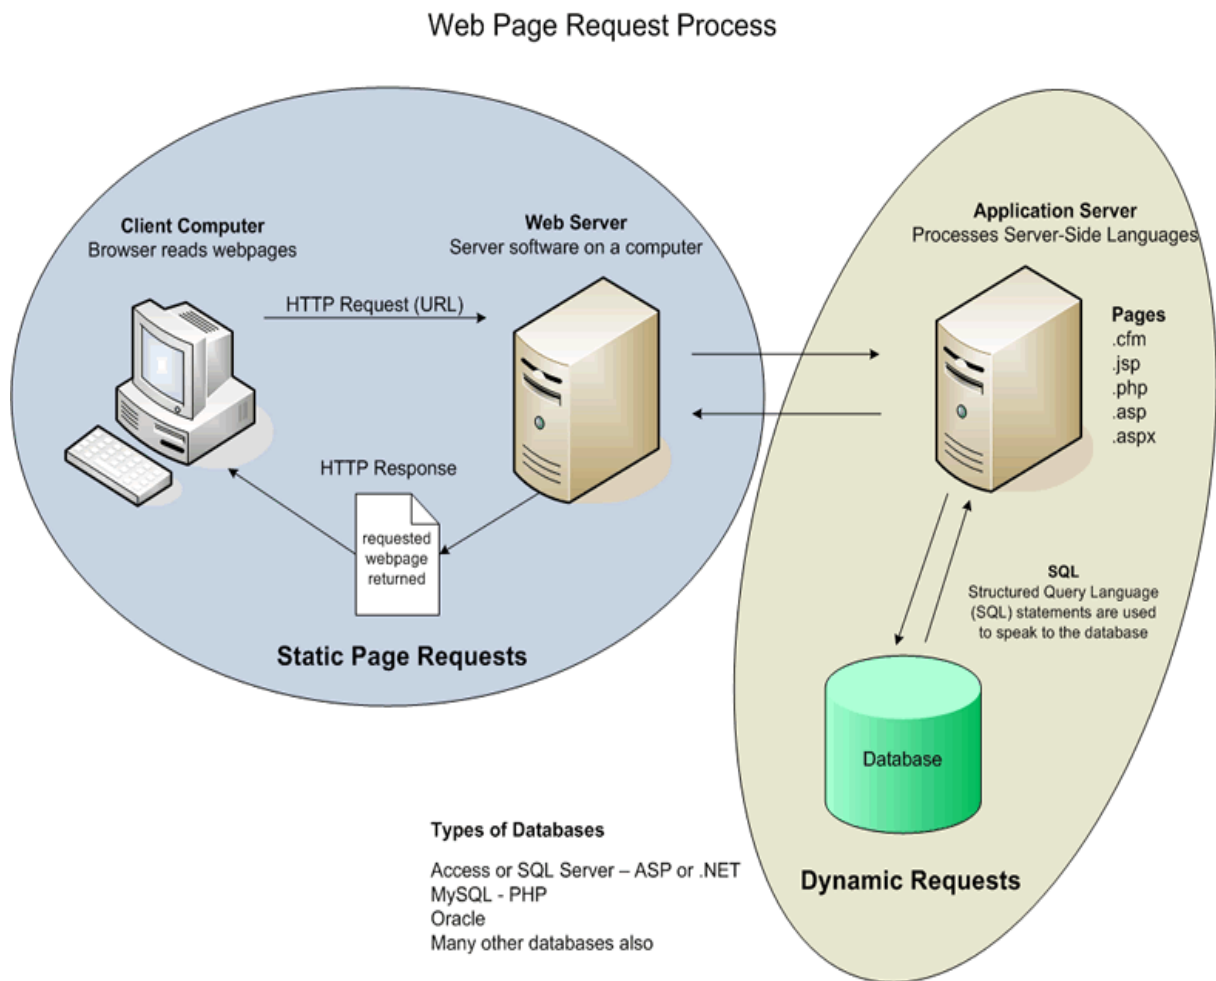 Web Page Request Process
Client Computer
Browser reads webpages
Web Server
Server software on a computer
HTTP Request (URL)
HTTP Response
requested
webpage
returned
Static Page Requests
Application Server
Processes Server-Side Languages
Pages
.cfm
.jsp
.php
.asp
.aspx
SQL
Structured Query Language
(SQL) statements are used
to speak to the database
Database
Dynamic Requests
Types of Databases
Access or SQL Server – ASP or .NET
MySQL - PHP
Oracle
Many other databases also